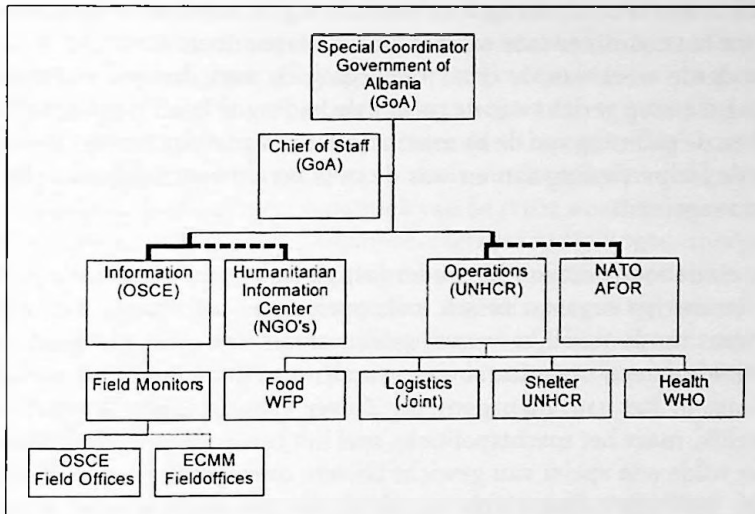 Special Coordinator
Government of
Albania
(GoA)
Chief of Staff
(GoA)
Information
(OSCE)
Humanitarian
Information
Center
(NGO's)
Operations
(UNHCR)
NATO
AFOR
Field Monitors
Food
WFP
Logistics
(Joint)
Shelter
UNHCR
Health
WHO
OSCE
Field Offices
ECMM
Fieldoffices